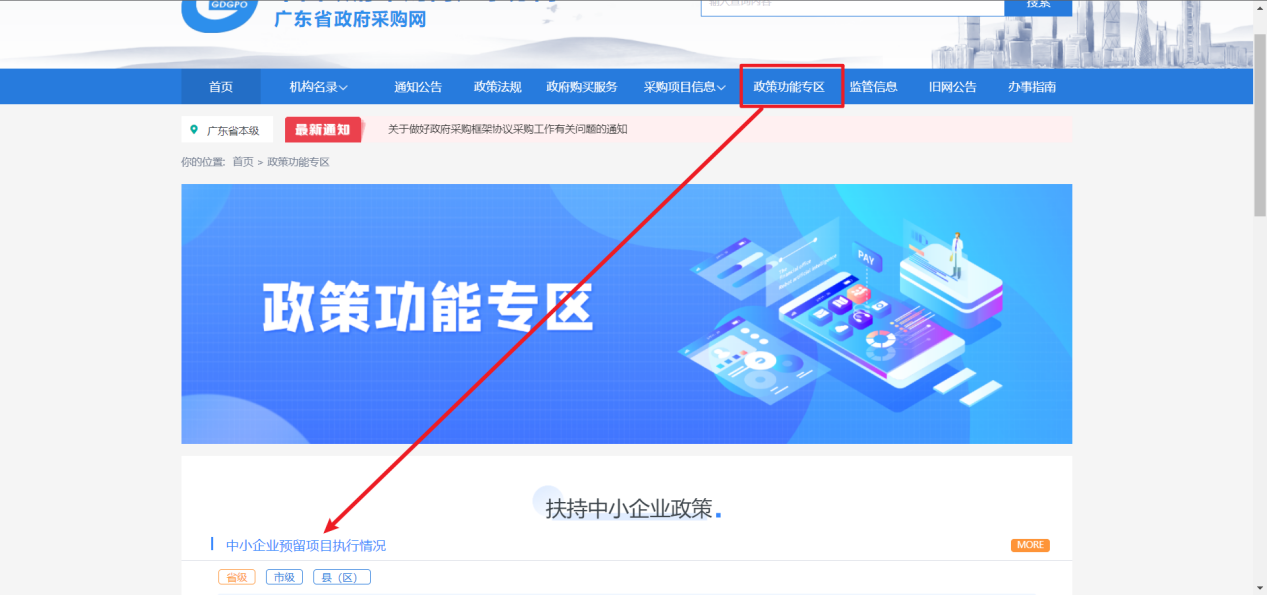 GDGPO
广东省政府采购网
搜索
首页
机构名录
通知公告
政策法规
政府购买服务
采购项目信息
政策功能专区
监管信息
旧网公告
办事指南
广东省本级
最新通知
关于做好政府采购框架协议采购工作有关问题的通知
你的位置: 首页 > 政策功能专区
政策功能专区
PAY
扶持中小企业政策
中小企业预留项目执行情况
MORE
省级
市级
县（区）